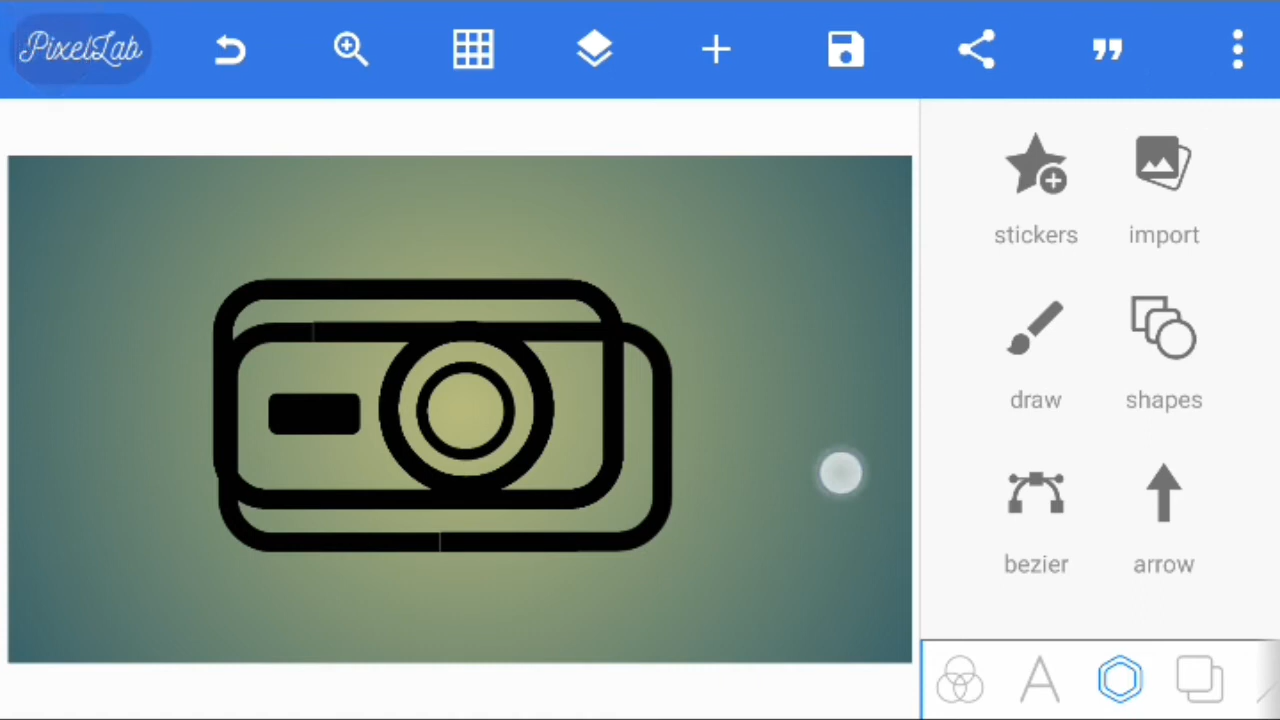 PixelLab
stickers
import
draw
shapes
bezier
arrow